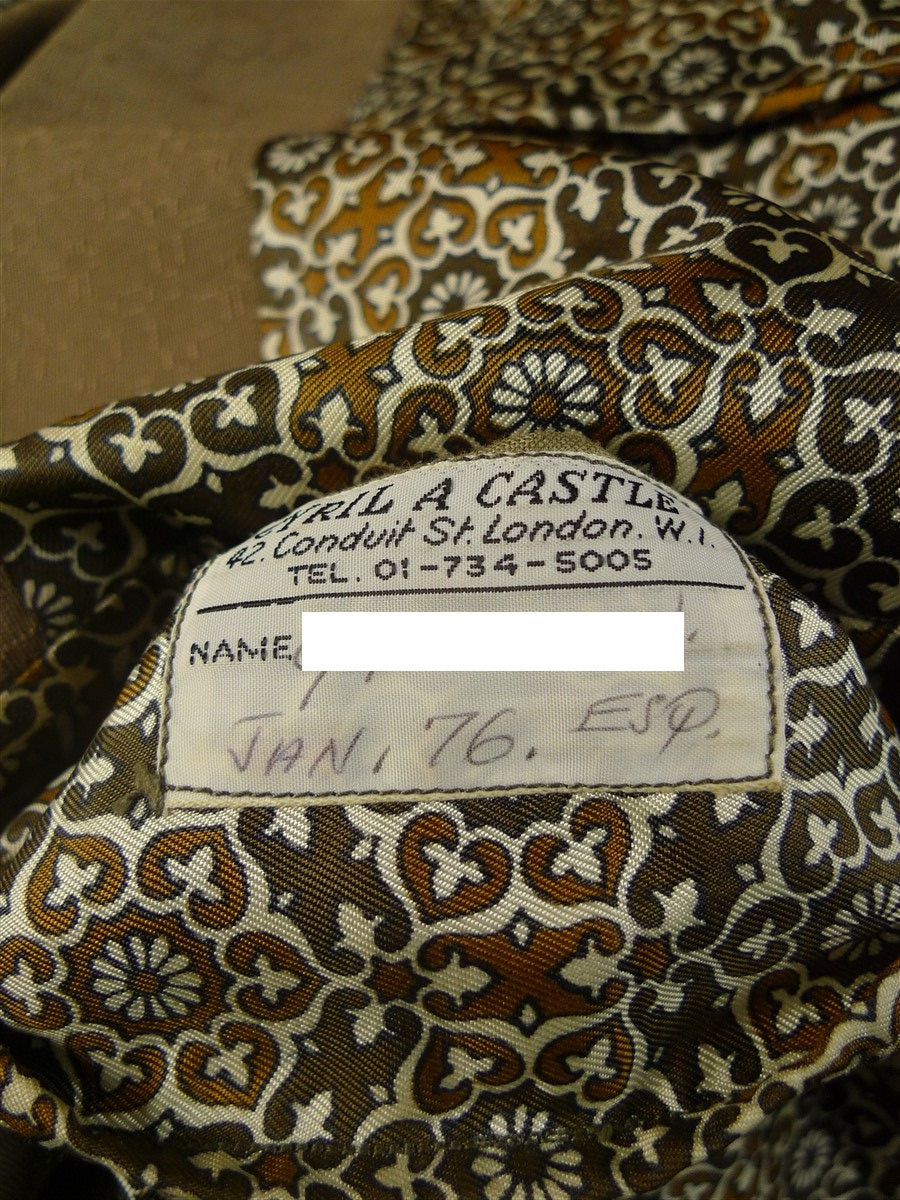 CYRIL A CASTLE
42. Conduit St. London. W.1.
TEL. 01-734-5005
NAME
ESQ.
JAN. 76.